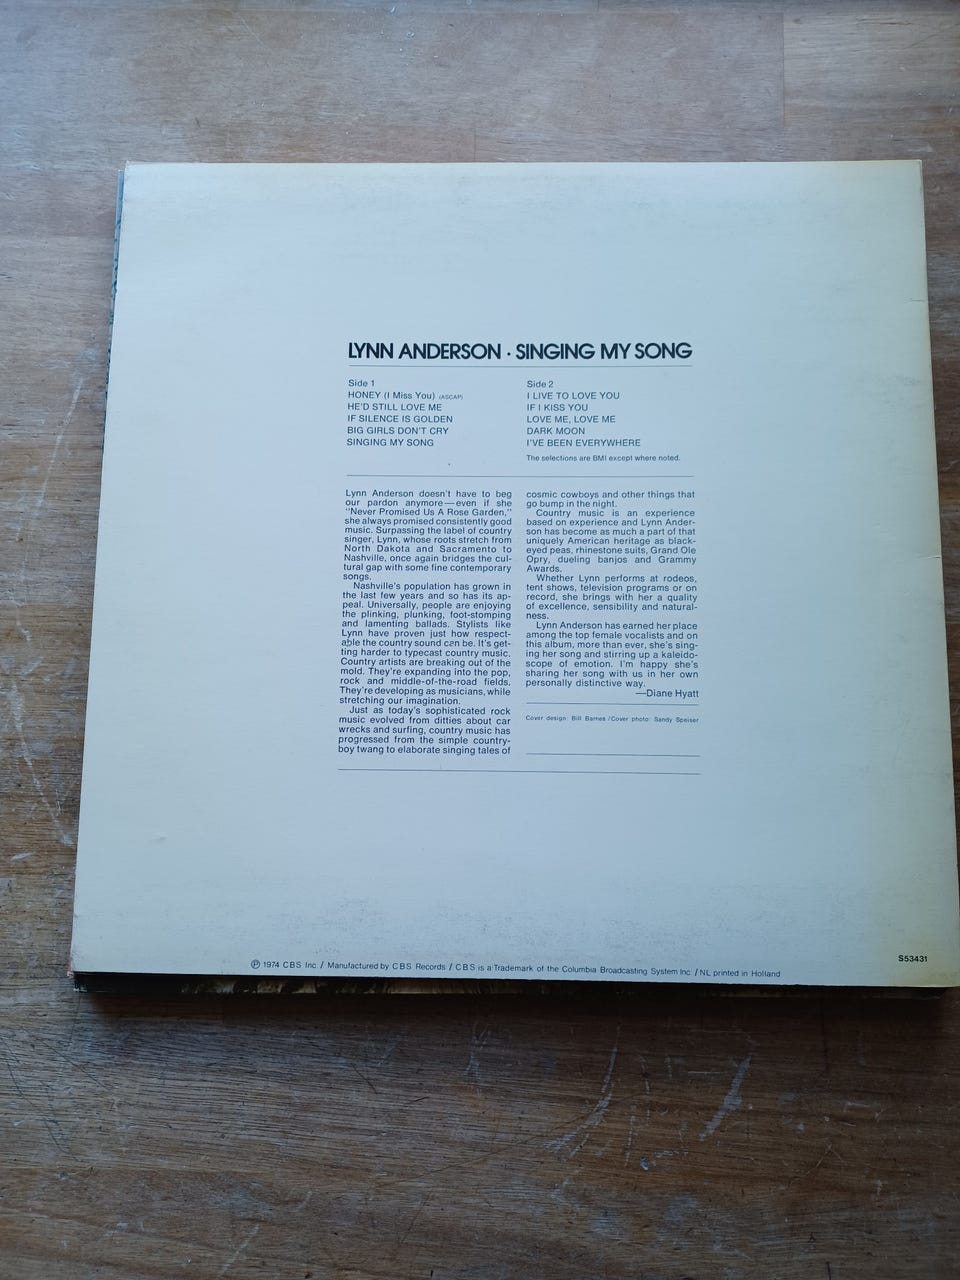 LYNN ANDERSON · SINGING MY SONG
Side 1
HONEY (I Miss You) (ASCAP)
HE'D STILL LOVE ME
IF SILENCE IS GOLDEN
BIG GIRLS DON'T CRY
SINGING MY SONG
Side 2
I LIVE TO LOVE YOU
IF I KISS YOU
LOVE ME, LOVE ME
DARK MOON
I'VE BEEN EVERYWHERE
The selections are BMI except where noted.
Lynn Anderson doesn't have to beg
our pardon anymore—even if she
"Never Promised Us A Rose Garden,"
she always promised consistently good
music. Surpassing the label of country
singer, Lynn, whose roots stretch from
North Dakota and Sacramento to
Nashville, once again bridges the cul-
tural gap with some fine contemporary
songs.
Nashville's population has grown in
the last few years and so has its ap-
peal. Universally, people are enjoying
the plinking, plunking, foot-stomping
and lamenting ballads. Stylists like
Lynn have proven just how respect-
able the country sound can be. It's get-
ting harder to typecast country music.
Country artists are breaking out of the
mold. They're expanding into the pop,
rock and middle-of-the-road fields.
They're developing as musicians, while
stretching our imagination.
Just as today's sophisticated rock
music evolved from ditties about car
wrecks and surfing, country music has
progressed from the simple country-
boy twang to elaborate singing tales of
cosmic cowboys and other things that
go bump in the night.
Country music is an experience
based on experience and Lynn Ander-
son has become as much a part of that
uniquely American heritage as black-
eyed peas, rhinestone suits, Grand Ole
Opry, dueling banjos and Grammy
Awards.
Whether Lynn performs at rodeos,
tent shows, television programs or on
record, she brings with her a quality
of excellence, sensibility and natural-
ness.
Lynn Anderson has earned her place
among the top female vocalists and on
this album, more than ever, she's sing-
ing her song and stirring up a kaleido-
scope of emotion. I'm happy she's
sharing her song with us in her own
personally distinctive way.
—Diane Hyatt
Cover design: Bill Barnes / Cover photo: Sandy Speiser
S53431
℗ 1974 CBS Inc. / Manufactured by CBS Records / CBS is a Trademark of the Columbia Broadcasting System Inc / NL printed in Holland